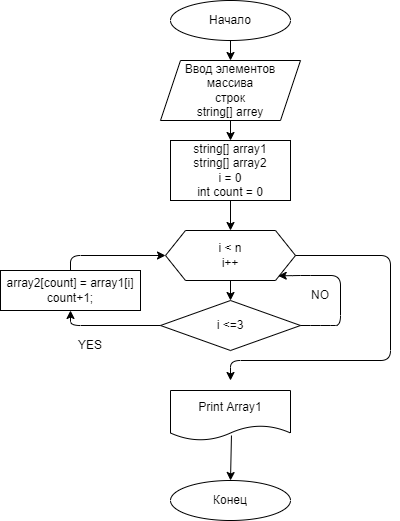 Начало
Ввод элементов
массива
строк
string[] arrey
string[] array1
string[] array2
i = 0
int count = 0
i < n
i++
array2[count] = array1[i]
count+1;
NO
i <=3
YES
Print Array1
Конец